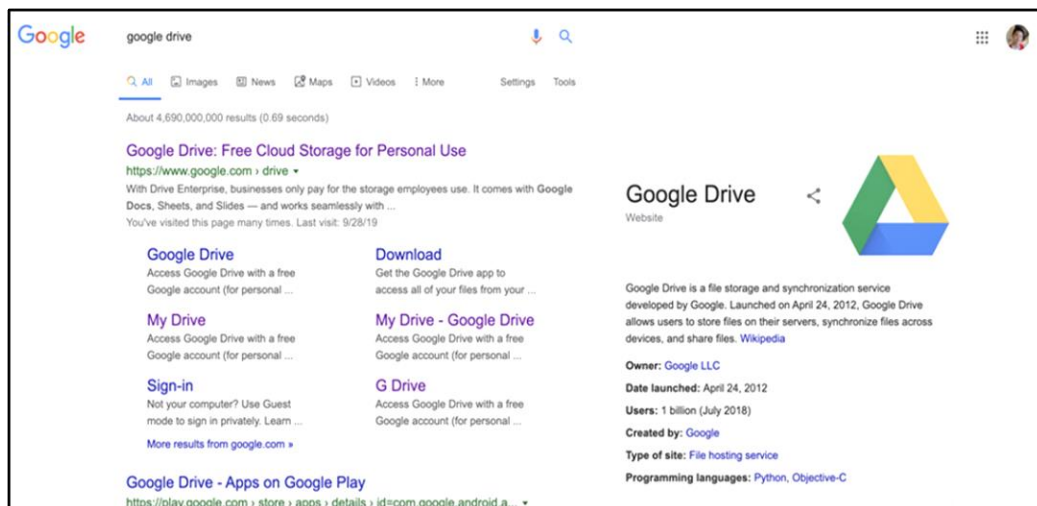 Google
google drive
All Images News Maps Videos More Settings Tools
About 4,690,000,000 results (0.69 seconds)
Google Drive: Free Cloud Storage for Personal Use
https://www.google.com › drive
With Drive Enterprise, businesses only pay for the storage employees use. It comes with Google
Docs, Sheets, and Slides — and works seamlessly with ...
You've visited this page many times. Last visit: 9/28/19
Google Drive
Access Google Drive with a free
Google account (for personal ...
Download
Get the Google Drive app to
access all of your files from your ...
My Drive
Access Google Drive with a free
Google account (for personal ...
My Drive - Google Drive
Access Google Drive with a free
Google account (for personal ...
Sign-in
Not your computer? Use Guest
mode to sign in privately. Learn ...
G Drive
Access Google Drive with a free
Google account (for personal ...
More results from google.com »
Google Drive - Apps on Google Play
https://play.google.com › store › apps › details › id=com.google.android.a...
Google Drive
Website
Google Drive is a file storage and synchronization service
developed by Google. Launched on April 24, 2012, Google Drive
allows users to store files on their servers, synchronize files across
devices, and share files. Wikipedia
Owner: Google LLC
Date launched: April 24, 2012
Users: 1 billion (July 2018)
Created by: Google
Type of site: File hosting service
Programming languages: Python, Objective-C